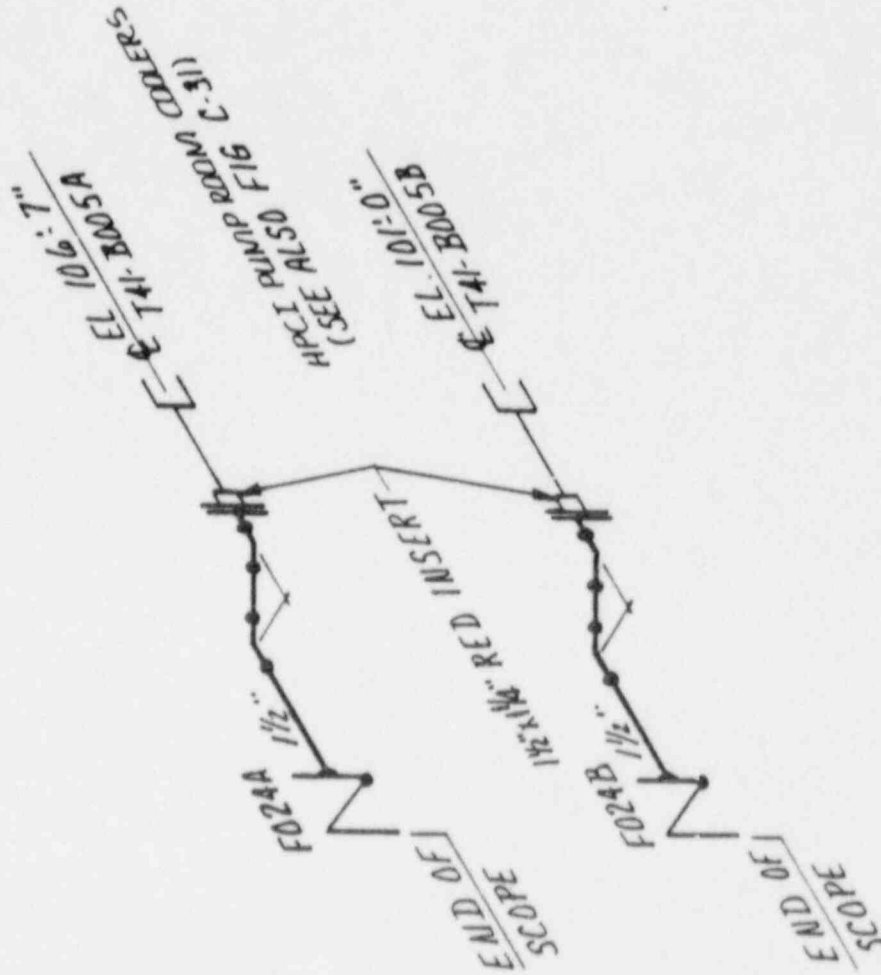 EL 106'-7"
℄ T41-B005A
HPCI PUMP ROOM COOLERS
(SEE ALSO FIG C-311)
EL. 101'-0"
℄ T41-B005B
1½" x 1¼" RED INSERT
1½"
F024A
END OF
SCOPE
1½"
F024B
END OF
SCOPE